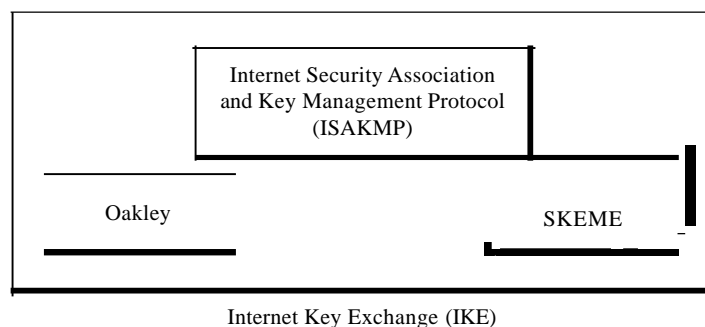 Internet Security Association
and Key Management Protocol
(ISAKMP)
Oakley
SKEME
Internet Key Exchange (IKE)